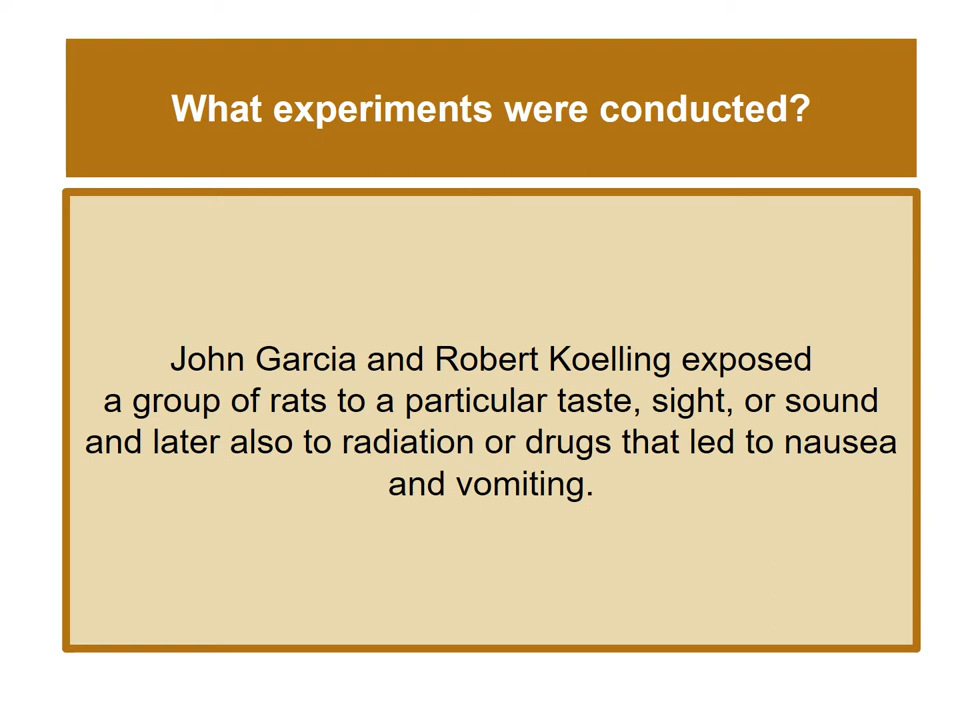 What experiments were conducted?
John Garcia and Robert Koelling exposed
a group of rats to a particular taste, sight, or sound
and later also to radiation or drugs that led to nausea
and vomiting.